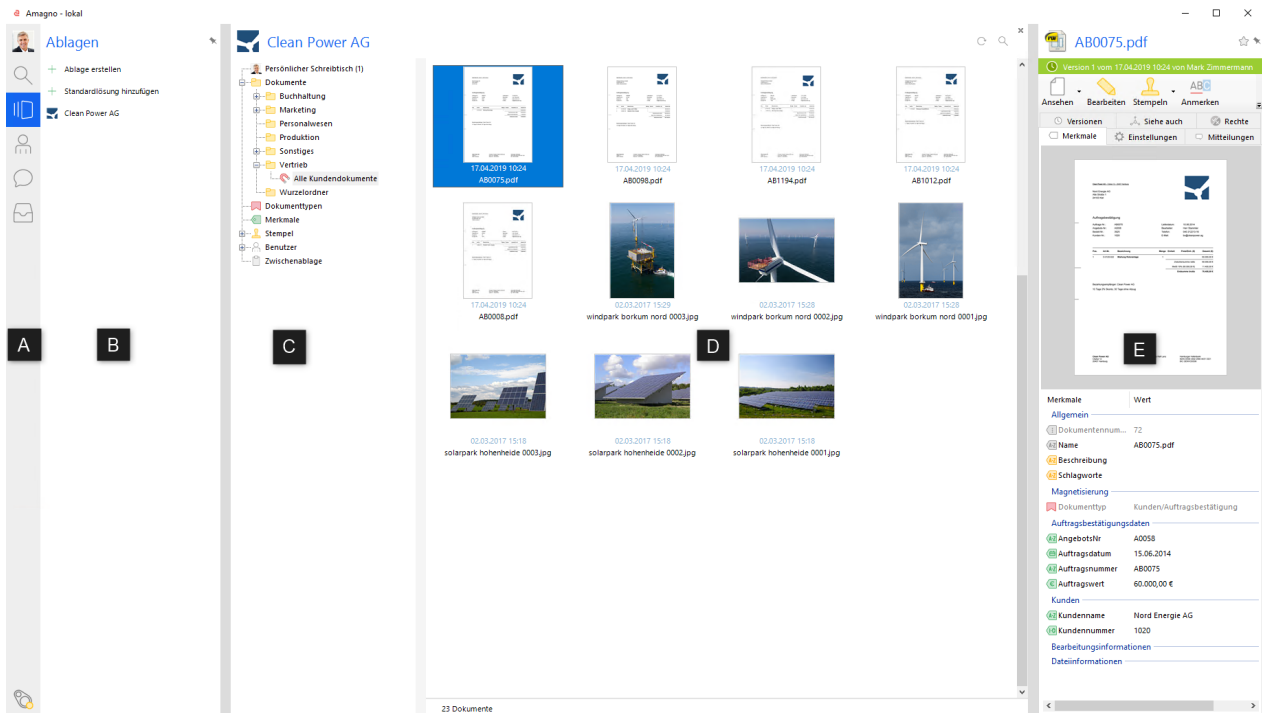 Amagno - lokal
Ablagen
Ablage erstellen
Standardlösung hinzufügen
Clean Power AG
Clean Power AG
Persönlicher Schreibtisch (1)
Dokumente
Buchhaltung
Marketing
Personalwesen
Produktion
Sonstiges
Vertrieb
Alle Kundendokumente
Wurzelordner
Dokumenttypen
Merkmale
Stempel
Benutzer
Zwischenablage
17.04.2019 10:24
AB0075.pdf
17.04.2019 10:24
AB0098.pdf
17.04.2019 10:24
AB1194.pdf
17.04.2019 10:24
AB1012.pdf
17.04.2019 10:24
AB0008.pdf
02.03.2017 15:29
windpark borkum nord 0003.jpg
02.03.2017 15:28
windpark borkum nord 0002.jpg
02.03.2017 15:28
windpark borkum nord 0001.jpg
02.03.2017 15:18
solarpark hohenheide 0003.jpg
02.03.2017 15:18
solarpark hohenheide 0002.jpg
02.03.2017 15:18
solarpark hohenheide 0001.jpg
23 Dokumente
A
B
C
D
E
AB0075.pdf
Version 1 vom 17.04.2019 10:24 von Mark Zimmermann
Ansehen
Bearbeiten
Stempeln
ABC
Anmerken
Versionen
Siehe auch
Rechte
Merkmale
Einstellungen
Mitteilungen
Auftragsbestätigung
Merkmale Wert
Allgemein
Dokumentennum... 72
Name AB0075.pdf
Beschreibung
Schlagworte
Magnetisierung
Dokumenttyp Kunden/Auftragsbestätigung
Auftragsbestätigungsdaten
AngebotsNr A0058
Auftragsdatum 15.06.2014
Auftragsnummer AB0075
Auftragswert 60.000,00 €
Kunden
Kundenname Nord Energie AG
Kundennummer 1020
Bearbeitungsinformationen
Dateiinformationen